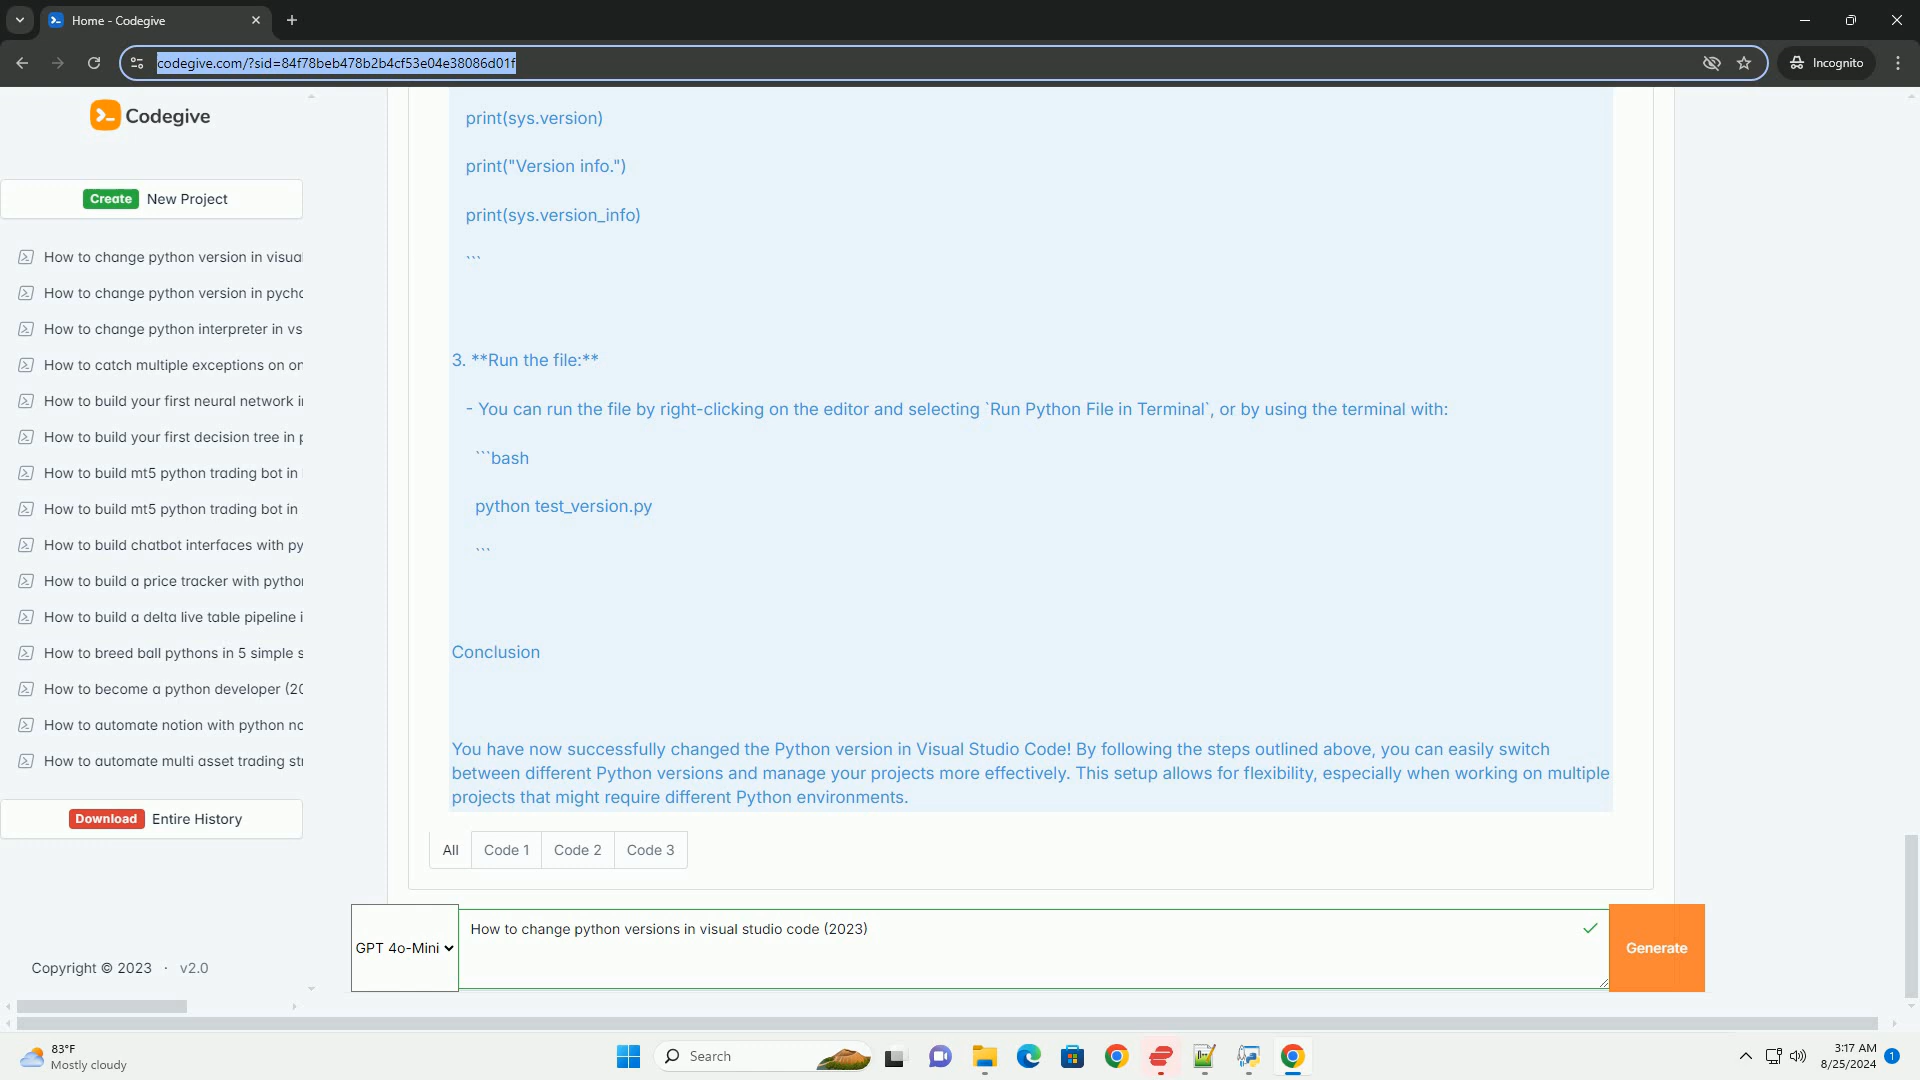 Home - Codegive
codegive.com/?sid=84f78beb478b2b4cf53e04e38086d01f
Incognito
Codegive
Create New Project
How to change python version in visua
How to change python version in pycho
How to change python interpreter in vs
How to catch multiple exceptions on on
How to build your first neural network i
How to build your first decision tree in p
How to build mt5 python trading bot in
How to build mt5 python trading bot in
How to build chatbot interfaces with py
How to build a price tracker with pytho
How to build a delta live table pipeline i
How to breed ball pythons in 5 simple s
How to become a python developer (20
How to automate notion with python no
How to automate multi asset trading str
Download Entire History
Copyright © 2023 · v2.0
print(sys.version)
print("Version info.")
print(sys.version_info)
```
3. **Run the file:**
- You can run the file by right-clicking on the editor and selecting `Run Python File in Terminal`, or by using the terminal with:
```bash
python test_version.py
```
Conclusion
You have now successfully changed the Python version in Visual Studio Code! By following the steps outlined above, you can easily switch
between different Python versions and manage your projects more effectively. This setup allows for flexibility, especially when working on multiple
projects that might require different Python environments.
All Code 1 Code 2 Code 3
GPT 4o-Mini
How to change python versions in visual studio code (2023)
Generate
83°F
Mostly cloudy
Search
3:17 AM
8/25/2024
1